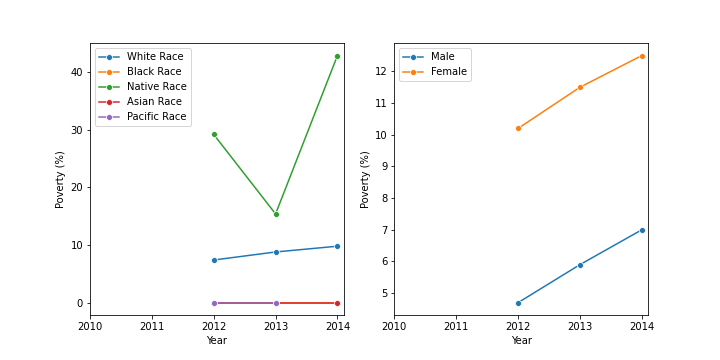 White Race
Black Race
Native Race
Asian Race
Pacific Race
Poverty (%)
40
30
20
10
0
2010 2011 2012 2013 2014
Year
Male
Female
Poverty (%)
12
11
10
9
8
7
6
5
2010 2011 2012 2013 2014
Year